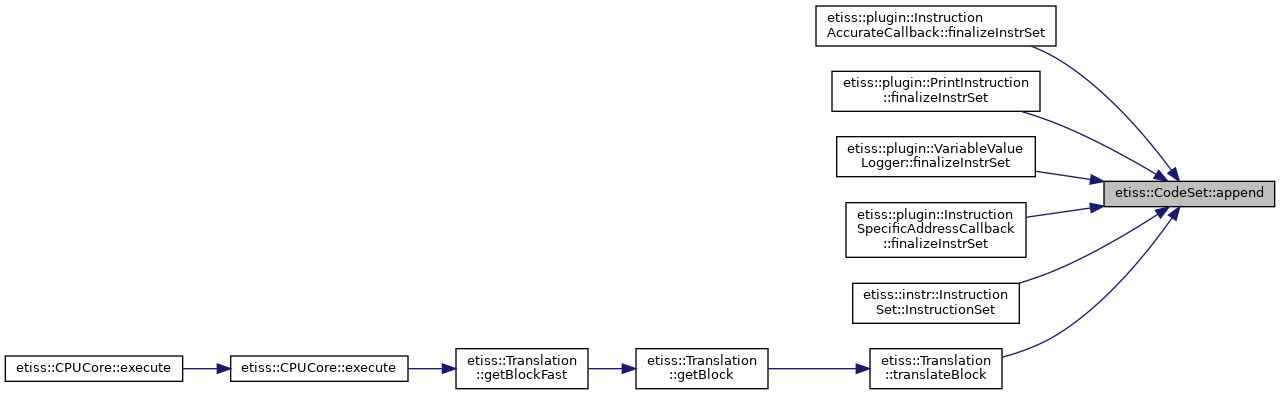 etiss::plugin::Instruction
AccurateCallback::finalizeInstrSet
etiss::plugin::PrintInstruction
::finalizeInstrSet
etiss::plugin::VariableValue
Logger::finalizeInstrSet
etiss::CodeSet::append
etiss::plugin::Instruction
SpecificAddressCallback
::finalizeInstrSet
etiss::instr::Instruction
Set::InstructionSet
etiss::CPUCore::execute
etiss::CPUCore::execute
etiss::Translation
::getBlockFast
etiss::Translation
::getBlock
etiss::Translation
::translateBlock